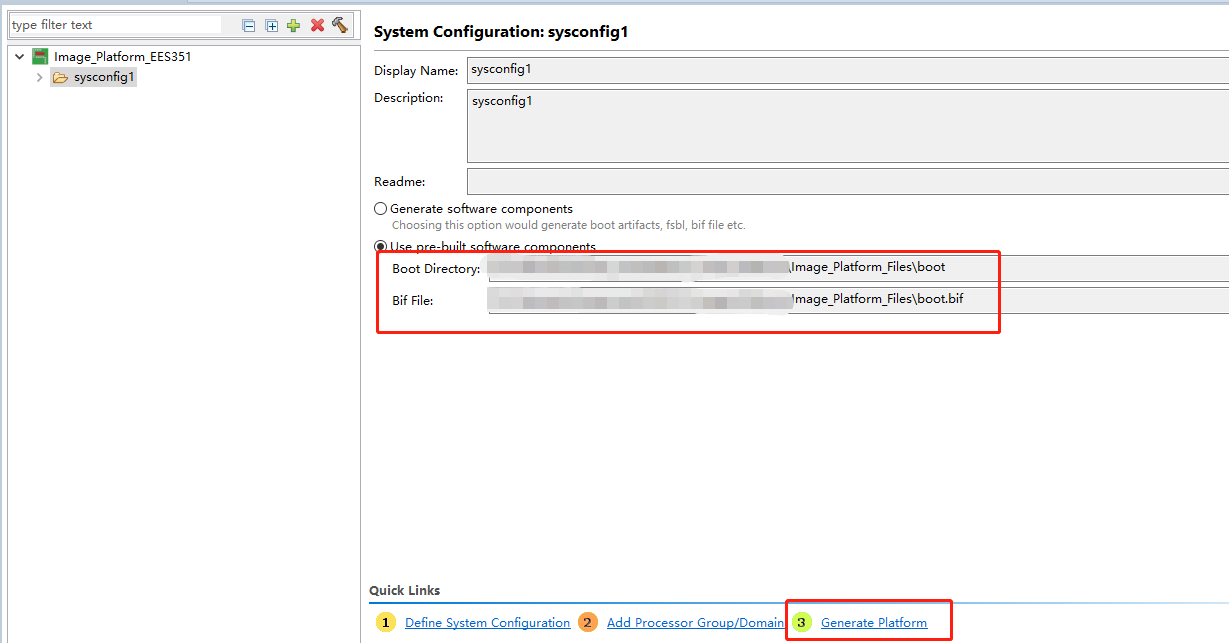 type filter text
Image_Platform_EES351
sysconfig1
System Configuration: sysconfig1
Display Name: sysconfig1
Description: sysconfig1
Readme:
Generate software components
Choosing this option would generate boot artifacts, fsbl, bif file etc.
Use pre-built software components
Boot Directory: \Image_Platform_Files\boot
Bif File: Image_Platform_Files\boot.bif
Quick Links
1 Define System Configuration 2 Add Processor Group/Domain 3 Generate Platform